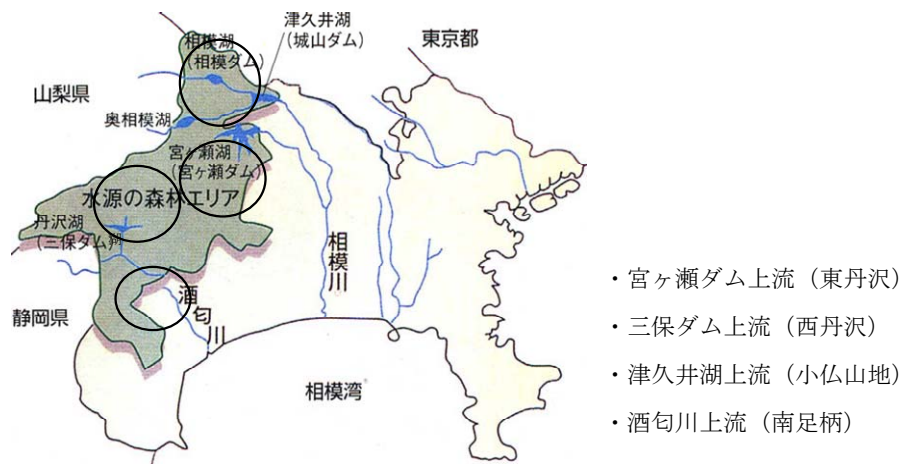 相模湖
（相模ダム）
津久井湖
（城山ダム）
東京都
山梨県
奥相模湖
宮ヶ瀬湖
（宮ヶ瀬ダム）
水源の森林エリア
丹沢湖
（三保ダム）
相模川
酒匂川
静岡県
相模湾
・宮ヶ瀬ダム上流（東丹沢）
・三保ダム上流（西丹沢）
・津久井湖上流（小仏山地）
・酒匂川上流（南足柄）